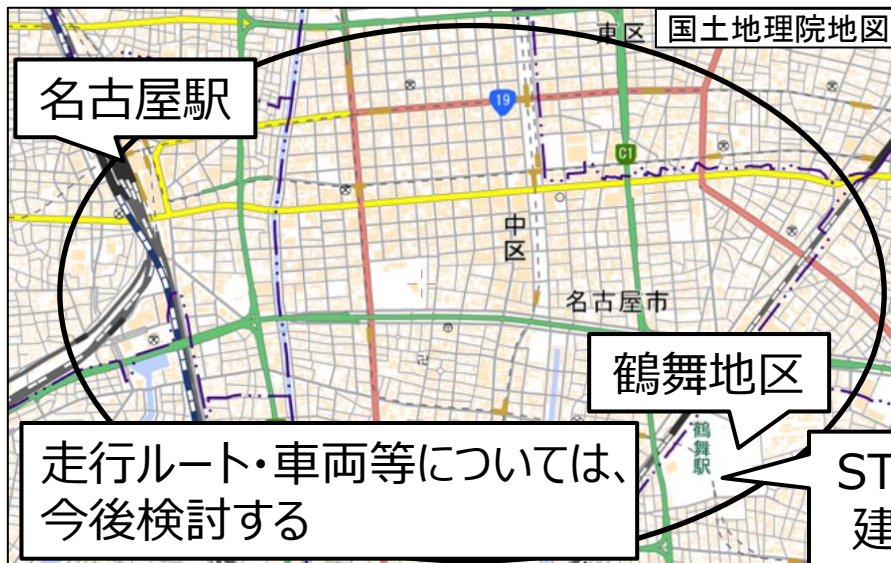 東区
国土地理院地図
名古屋駅
19
C1
中区
名古屋市
鶴舞地区
鶴舞駅
走行ルート・車両等については、
今後検討する
ST
建